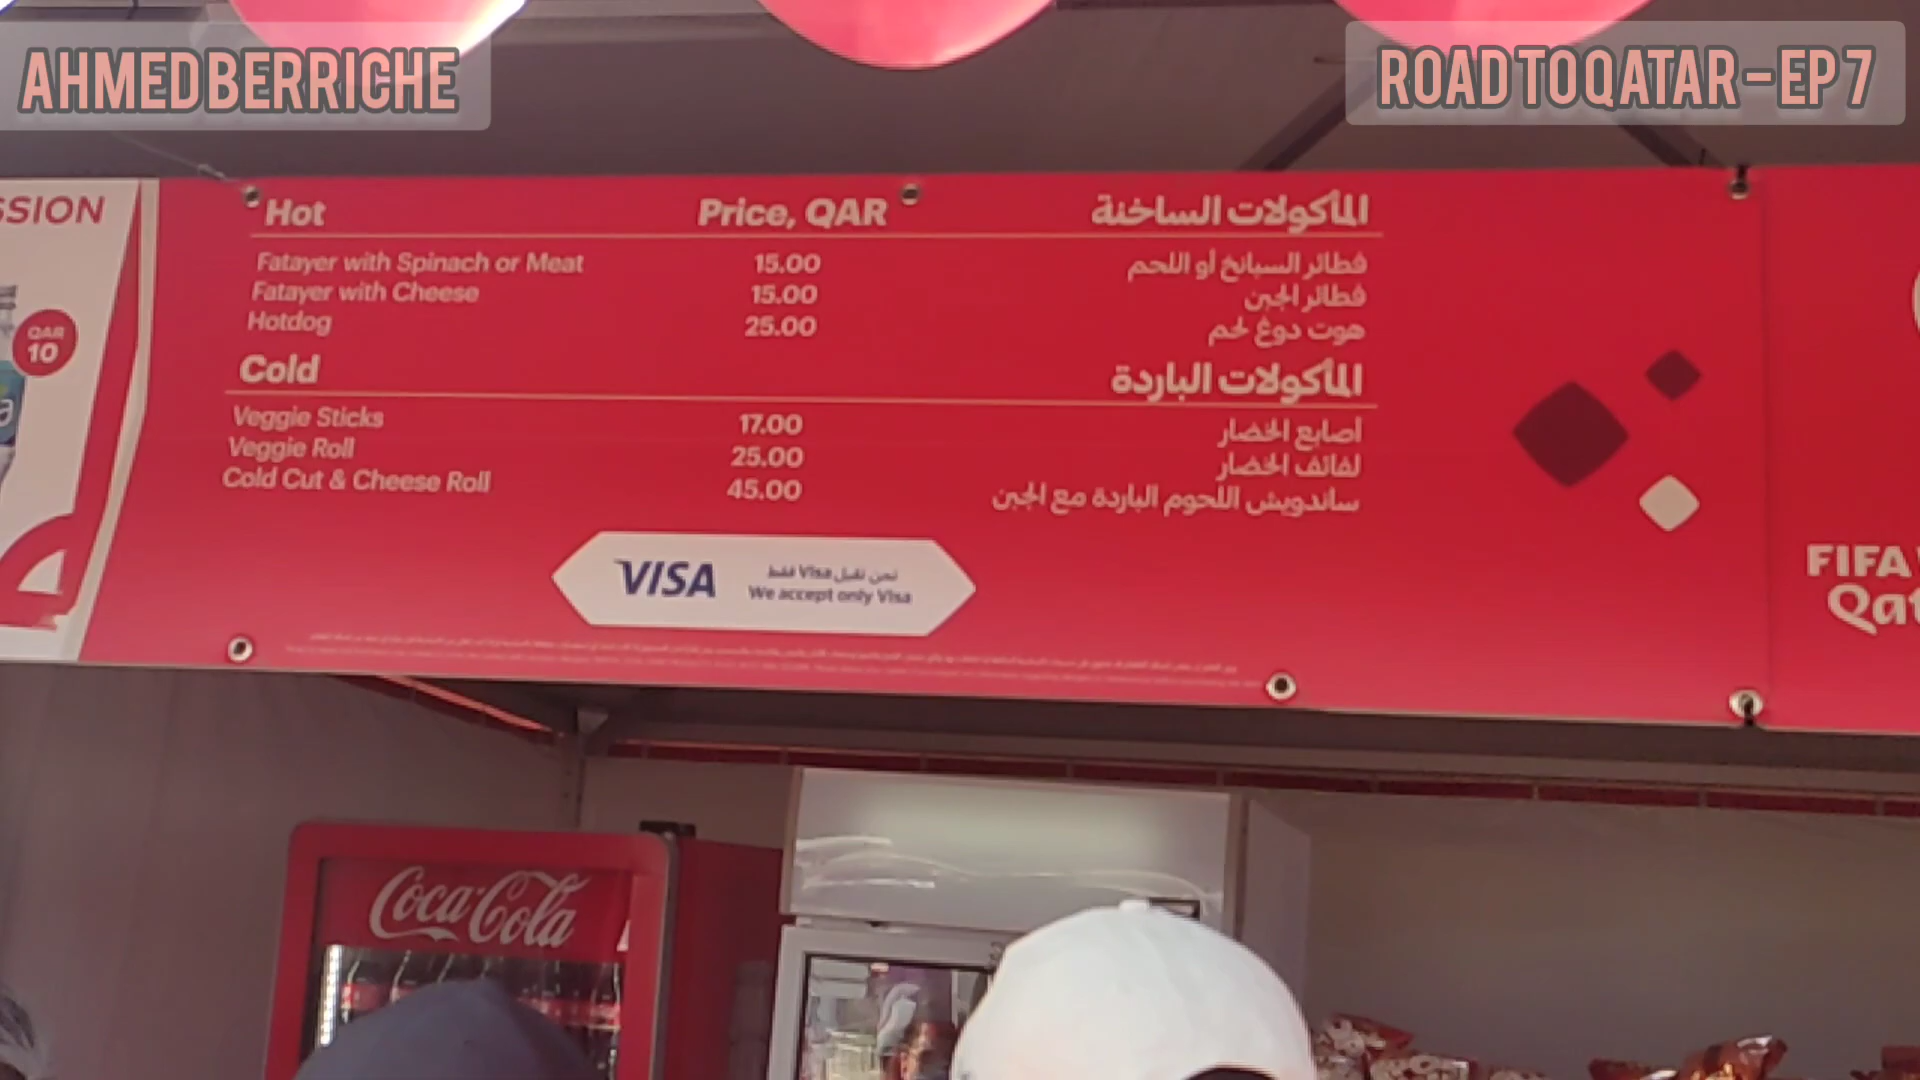 AHMED BERRICHE
ROAD TO QATAR - EP 7
SSION
QAR
10
Hot Price, QAR المأكولات الساخنة
Fatayer with Spinach or Meat 15.00 فطائر السبانخ أو اللحم
Fatayer with Cheese 15.00 فطائر الجبن
Hotdog 25.00 هوت دوغ لحم
Cold المأكولات الباردة
Veggie Sticks 17.00 أصابع الخضار
Veggie Roll 25.00 لفائف الخضار
Cold Cut & Cheese Roll 45.00 ساندويش اللحوم الباردة مع الجبن
VISA
نحن نقبل Visa فقط
We accept only Visa
FIFA
Qat
Coca-Cola